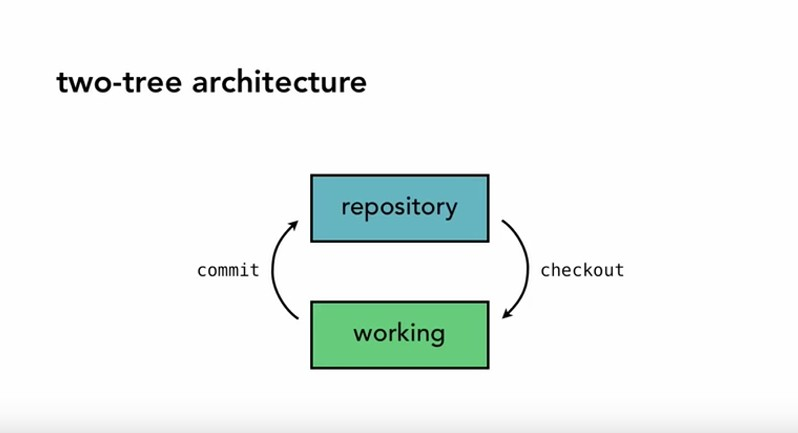 two-tree architecture
repository
commit
checkout
working